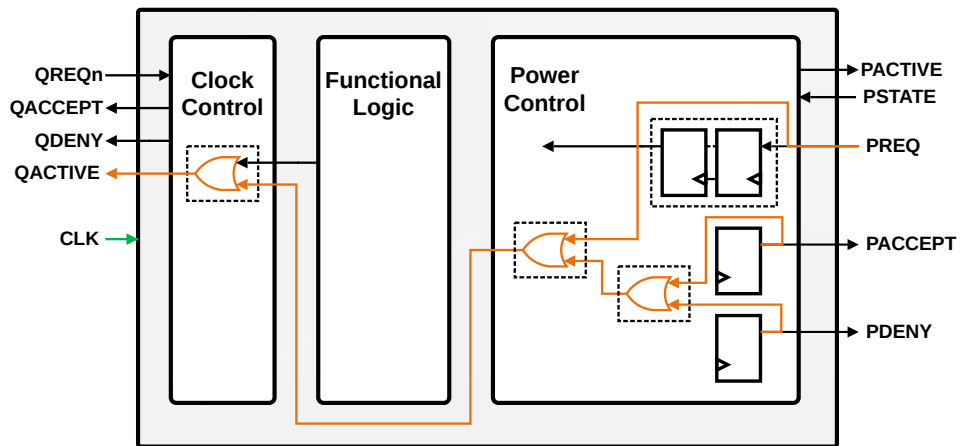 QREQn
QACCEPT
QDENY
QACTIVE
CLK
Clock
Control
Functional
Logic
Power
Control
PACTIVE
PSTATE
PREQ
PACCEPT
PDENY